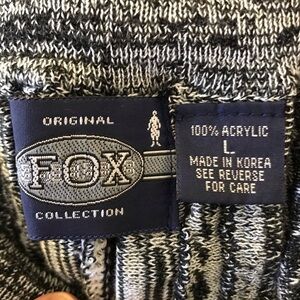 ORIGINAL
FOX
COLLECTION
100% ACRYLIC
L
MADE IN KOREA
SEE REVERSE
FOR CARE